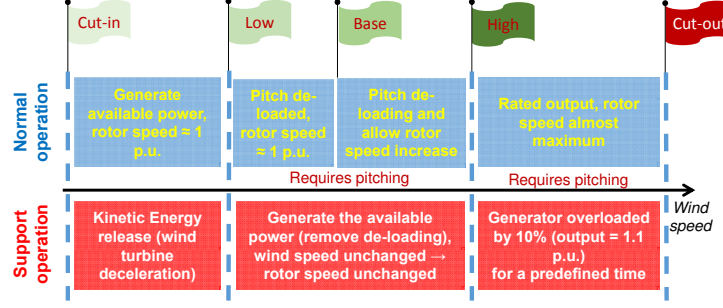 Cut-in
Low
Base
High
Cut-out
Normal
operation
Generate
available power,
rotor speed ≈ 1
p.u.
Pitch de-
loaded,
rotor speed
≈ 1 p.u.
Pitch de-
loading and
allow rotor
speed increase
Rated output, rotor
speed almost
maximum
Requires pitching
Requires pitching
Wind
speed
Support
operation
Kinetic Energy
release (wind
turbine
deceleration)
Generate the available
power (remove de-loading),
wind speed unchanged →
rotor speed unchanged
Generator overloaded
by 10% (output = 1.1
p.u.)
for a predefined time